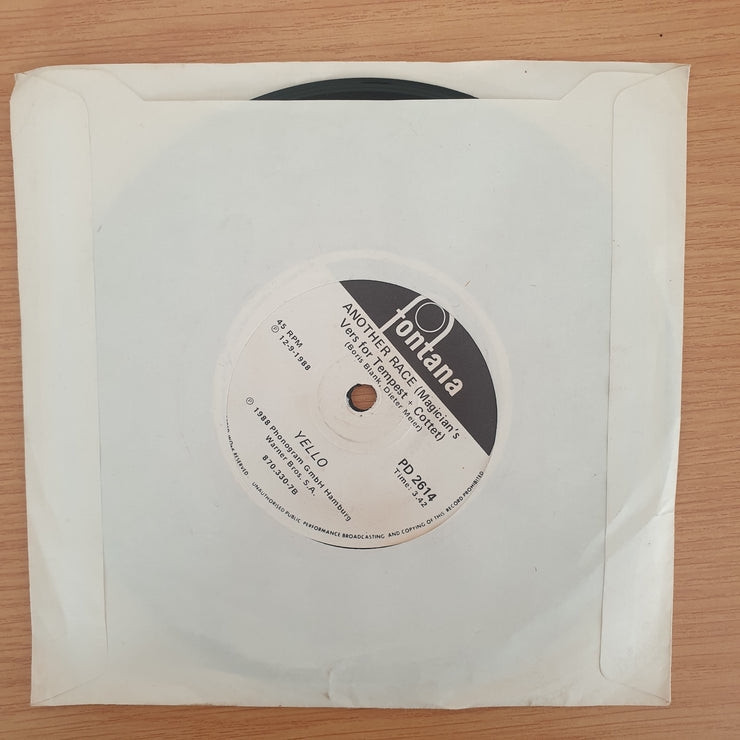 fontana
ANOTHER RACE (Magician's
Vers for Tempest + Cottet)
(Boris Blank, Dieter Meier)
45 RPM
℗ 12-9-1988
PD 2614
Time: 3.42
YELLO
℗ 1988 Phonogram GmbH Hamburg
Warner Bros. S.A.
870.330-7B
RESERVED UNAUTHORISED PUBLIC PERFORMANCE BROADCASTING AND COPYING OF THIS RECORD PROHIBITED